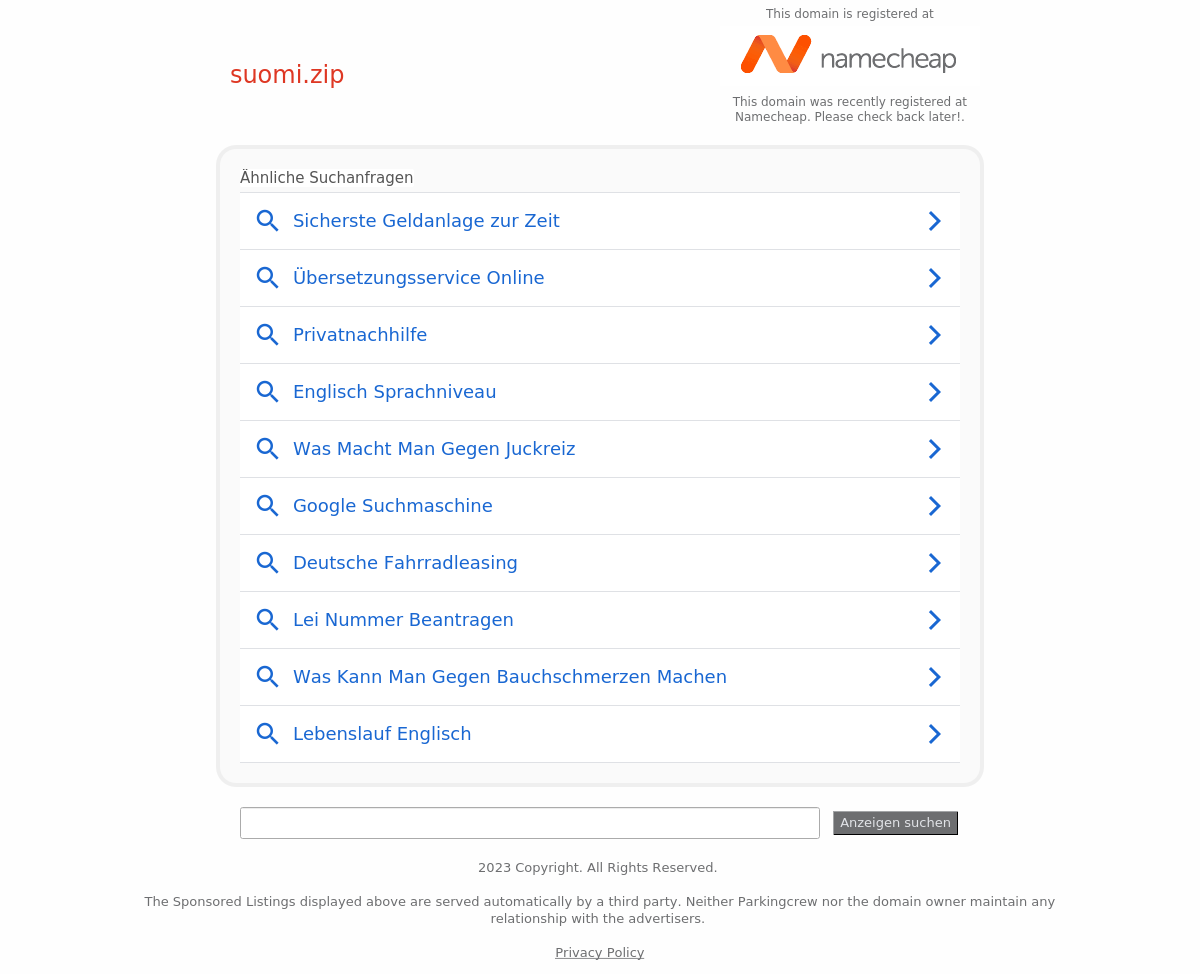 This domain is registered at
suomi.zip
namecheap
This domain was recently registered at
Namecheap. Please check back later!.
Ähnliche Suchanfragen
Sicherste Geldanlage zur Zeit
Übersetzungsservice Online
Privatnachhilfe
Englisch Sprachniveau
Was Macht Man Gegen Juckreiz
Google Suchmaschine
Deutsche Fahrradleasing
Lei Nummer Beantragen
Was Kann Man Gegen Bauchschmerzen Machen
Lebenslauf Englisch
Anzeigen suchen
2023 Copyright. All Rights Reserved.
The Sponsored Listings displayed above are served automatically by a third party. Neither Parkingcrew nor the domain owner maintain any
relationship with the advertisers.
Privacy Policy